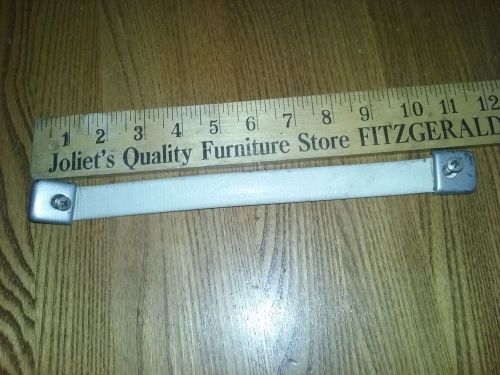 1 2 3 4 5 6 7 8 9 10 11 12
Joliet's Quality Furniture Store FITZGERALD